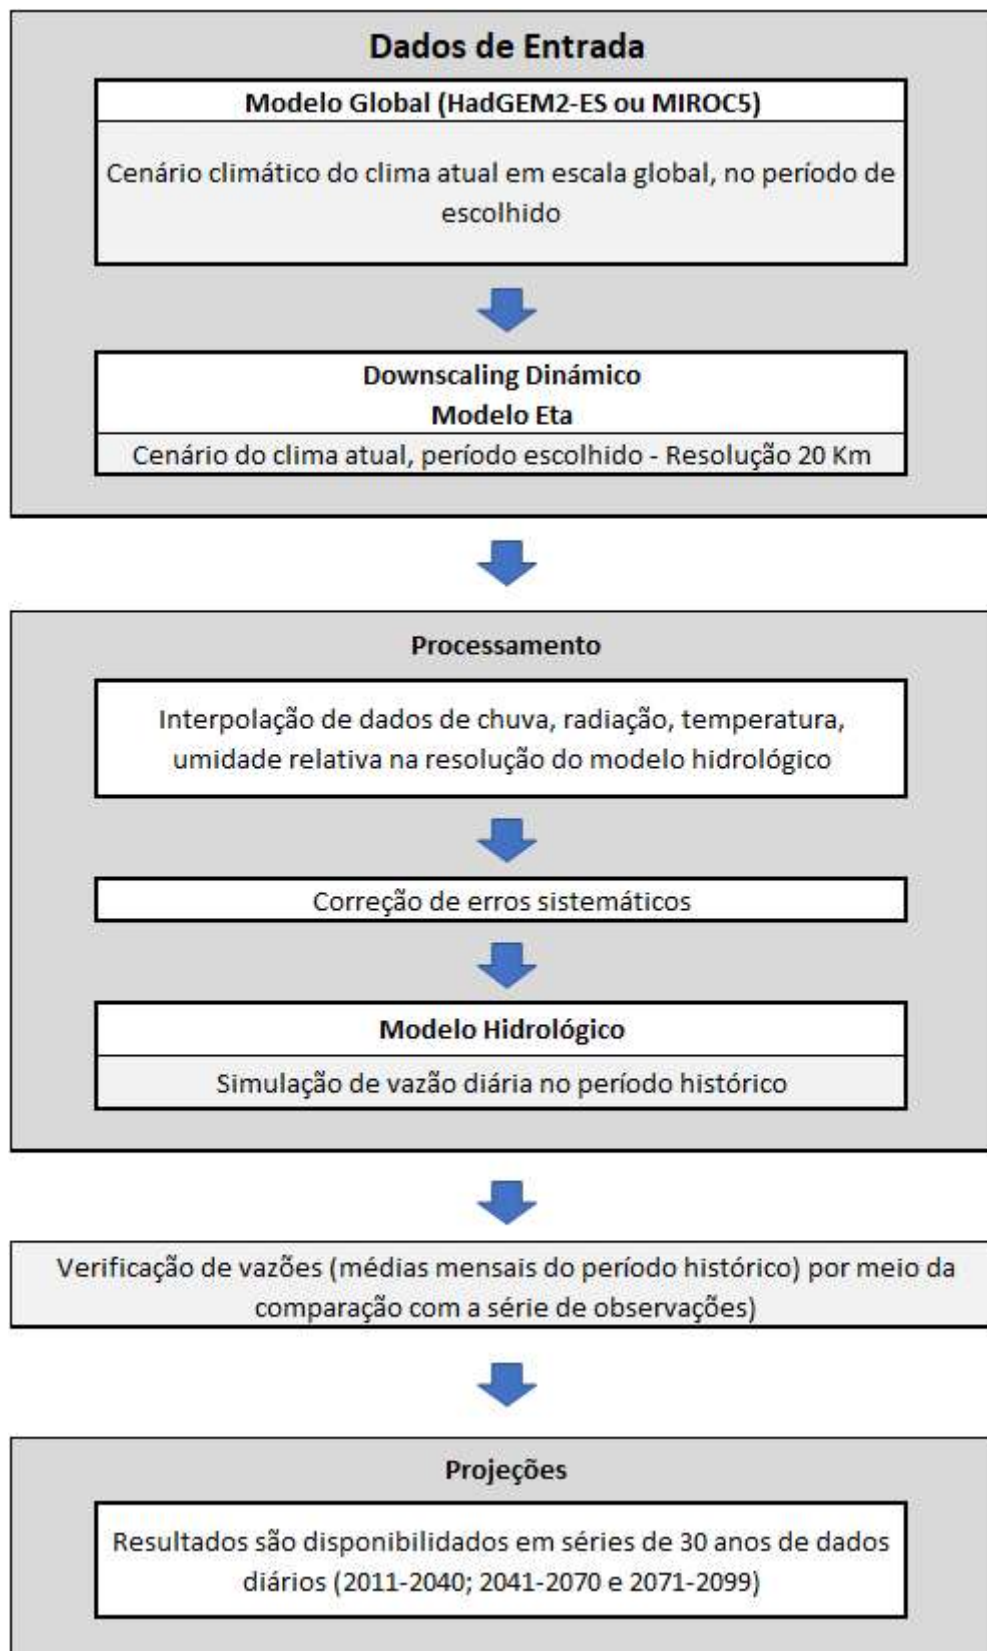 Dados de Entrada
Modelo Global (HadGEM2-ES ou MIROC5)
Cenário climático do clima atual em escala global, no período de
escolhido
Downscaling Dinámico
Modelo Eta
Cenário do clima atual, período escolhido - Resolução 20 Km
Processamento
Interpolação de dados de chuva, radiação, temperatura,
umidade relativa na resolução do modelo hidrológico
Correção de erros sistemáticos
Modelo Hidrológico
Simulação de vazão diária no período histórico
Verificação de vazões (médias mensais do período histórico) por meio da
comparação com a série de observações)
Projeções
Resultados são disponibilidados em séries de 30 anos de dados
diários (2011-2040; 2041-2070 e 2071-2099)